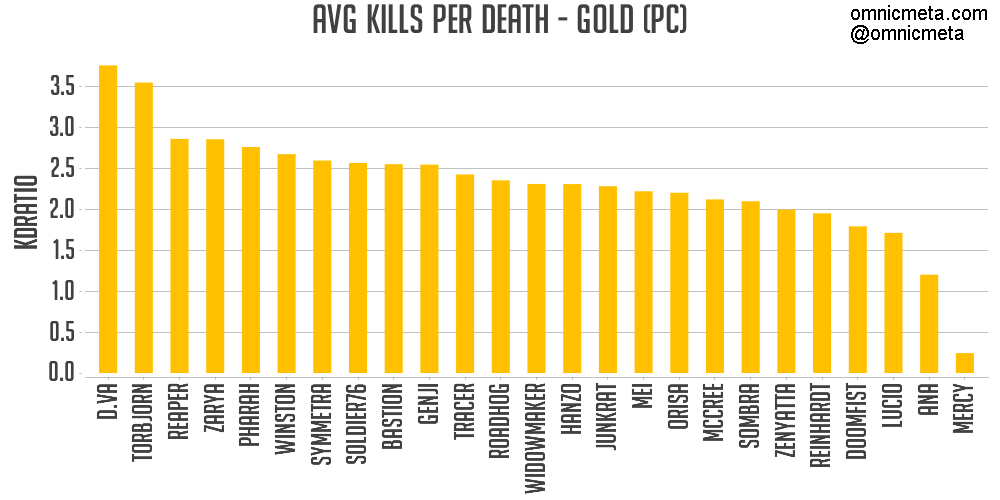 AVG KILLS PER DEATH - GOLD (PC)
omnicmeta.com
@omnicmeta
KDRATIO
3.5
3.0
2.5
2.0
1.5
1.0
0.5
0.0
D.VA
TORBJORN
REAPER
ZARYA
PHARAH
WINSTON
SYMMETRA
SOLDIER76
BASTION
GENJI
TRACER
ROADHOG
WIDOWMAKER
HANZO
JUNKRAT
MEI
ORISA
MCCREE
SOMBRA
ZENYATTA
REINHARDT
DOOMFIST
LUCIO
ANA
MERCY